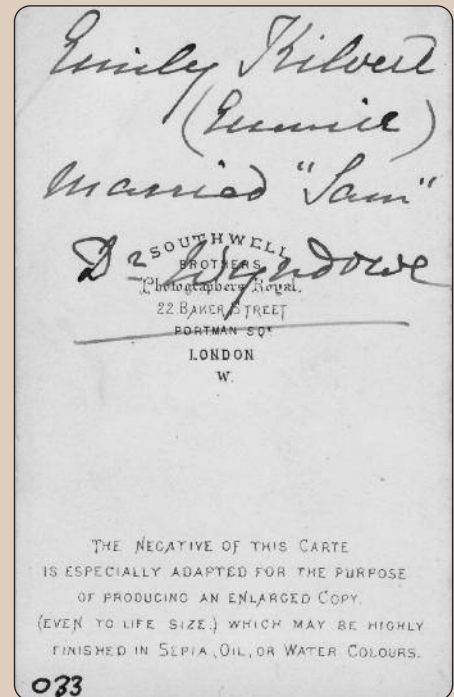 Emily Kilvert
(Emmie)
Married "Sam"
Dr Wyndowe
SOUTHWELL
BROTHERS,
Photographers Royal.
22 BAKER STREET
PORTMAN SQR
LONDON
W.
THE NEGATIVE OF THIS CARTE
IS ESPECIALLY ADAPTED FOR THE PURPOSE
OF PRODUCING AN ENLARGED COPY.
(EVEN TO LIFE SIZE.) WHICH MAY BE HIGHLY
FINISHED IN SEPIA, OIL, OR WATER COLOURS.
033